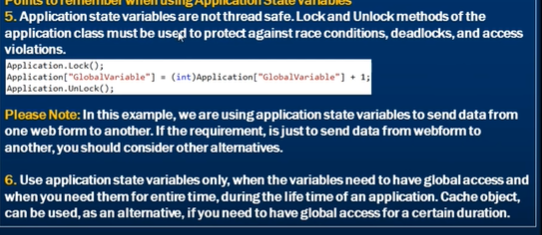 Points to remember when using Application State variables
5. Application state variables are not thread safe. Lock and Unlock methods of the
application class must be used to protect against race conditions, deadlocks, and access
violations.
Application.Lock();
Application["GlobalVariable"] = (int)Application["GlobalVariable"] + 1;
Application.UnLock();
Please Note: In this example, we are using application state variables to send data from
one web form to another. If the requirement, is just to send data from webform to
another, you should consider other alternatives.
6. Use application state variables only, when the variables need to have global access and
when you need them for entire time, during the life time of an application. Cache object,
can be used, as an alternative, if you need to have global access for a certain duration.